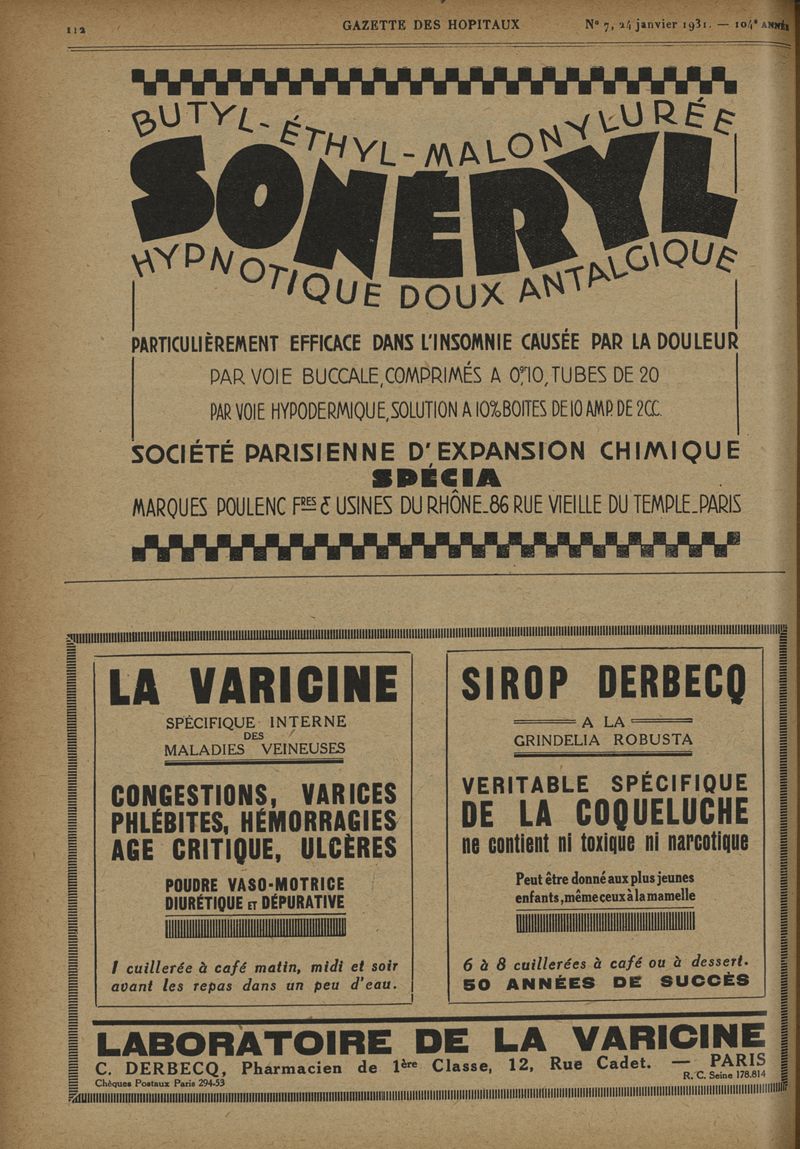 112
GAZETTE DES HOPITAUX
N° 7, 24 janvier 1931. — 104e ANNÉE
BUTYL-ÉTHYL-MALONYLURÉE
SONÉRYL
HYPNOTIQUE DOUX ANTALGIQUE
PARTICULIÈREMENT EFFICACE DANS L'INSOMNIE CAUSÉE PAR LA DOULEUR
PAR VOIE BUCCALE, COMPRIMÉS A 0gr10, TUBES DE 20
PAR VOIE HYPODERMIQUE, SOLUTION A 10% BOITES DE 10 AMP. DE 2CC.
SOCIÉTÉ PARISIENNE D'EXPANSION CHIMIQUE
SPÉCIA
MARQUES POULENC FRES & USINES DU RHÔNE_86 RUE VIEILLE DU TEMPLE_PARIS
LA VARICINE
SPÉCIFIQUE INTERNE
DES
MALADIES VEINEUSES
CONGESTIONS, VARICES
PHLÉBITES, HÉMORRAGIES
AGE CRITIQUE, ULCÈRES
POUDRE VASO-MOTRICE
DIURÉTIQUE ET DÉPURATIVE
1 cuillerée à café matin, midi et soir
avant les repas dans un peu d'eau.
SIROP DERBECQ
A LA
GRINDELIA ROBUSTA
VERITABLE SPÉCIFIQUE
DE LA COQUELUCHE
ne contient ni toxique ni narcotique
Peut être donné aux plus jeunes
enfants, même ceux à la mamelle
6 à 8 cuillerées à café ou à dessert.
50 ANNÉES DE SUCCÈS
LABORATOIRE DE LA VARICINE
C. DERBECQ, Pharmacien de 1ère Classe, 12, Rue Cadet. — PARIS
Chèques Postaux Paris 294-53
R. C. Seine 178.814